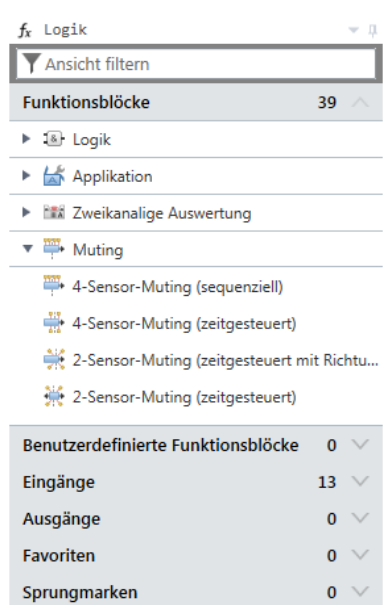 fx Logik
Ansicht filtern
Funktionsblöcke 39
& Logik
Applikation
Zweikanalige Auswertung
Muting
4-Sensor-Muting (sequenziell)
4-Sensor-Muting (zeitgesteuert)
2-Sensor-Muting (zeitgesteuert mit Richtu...
2-Sensor-Muting (zeitgesteuert)
Benutzerdefinierte Funktionsblöcke 0
Eingänge 13
Ausgänge 0
Favoriten 0
Sprungmarken 0